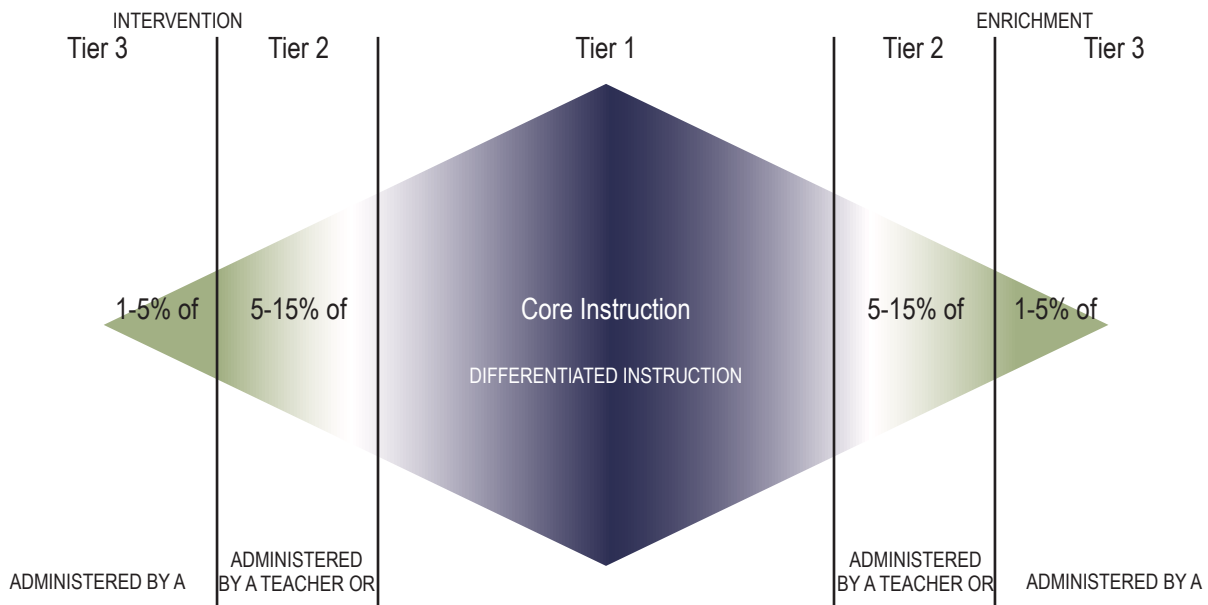 INTERVENTION
ENRICHMENT
Tier 3
Tier 2
Tier 1
Tier 2
Tier 3
1-5% of
5-15% of
Core Instruction
5-15% of
1-5% of
DIFFERENTIATED INSTRUCTION
ADMINISTERED BY A
ADMINISTERED
BY A TEACHER OR
ADMINISTERED
BY A TEACHER OR
ADMINISTERED BY A